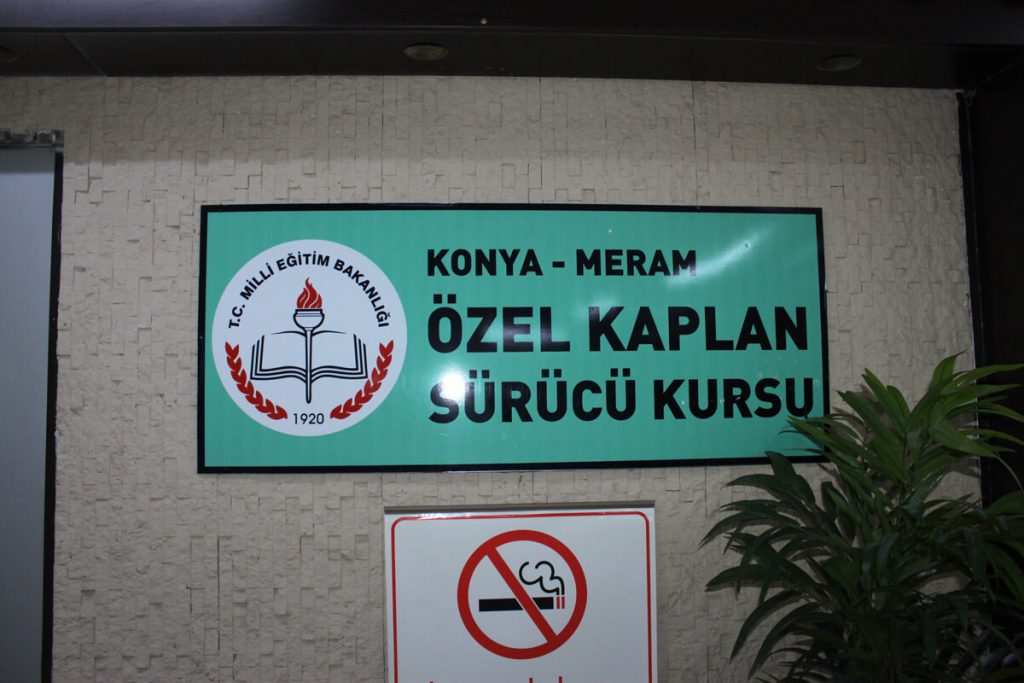 T.C. MİLLİ EĞİTİM BAKANLIĞI
1920
KONYA - MERAM
ÖZEL KAPLAN
SÜRÜCÜ KURSU